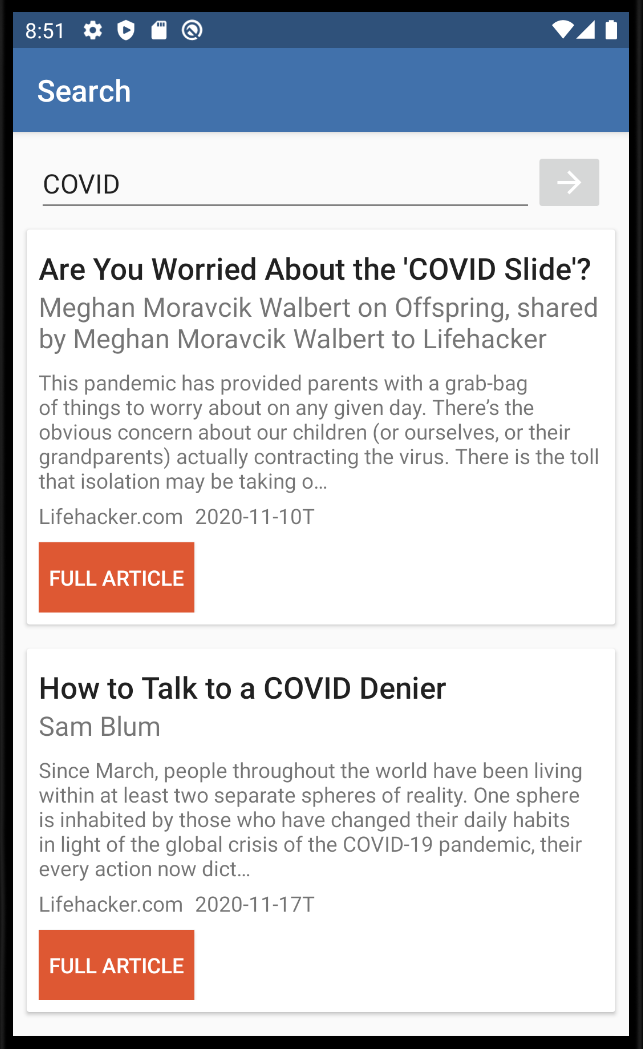 8:51
Search
COVID
Are You Worried About the 'COVID Slide'?
Meghan Moravcik Walbert on Offspring, shared
by Meghan Moravcik Walbert to Lifehacker
This pandemic has provided parents with a grab-bag
of things to worry about on any given day. There’s the
obvious concern about our children (or ourselves, or their
grandparents) actually contracting the virus. There is the toll
that isolation may be taking o…
Lifehacker.com 2020-11-10T
FULL ARTICLE
How to Talk to a COVID Denier
Sam Blum
Since March, people throughout the world have been living
within at least two separate spheres of reality. One sphere
is inhabited by those who have changed their daily habits
in light of the global crisis of the COVID-19 pandemic, their
every action now dict…
Lifehacker.com 2020-11-17T
FULL ARTICLE